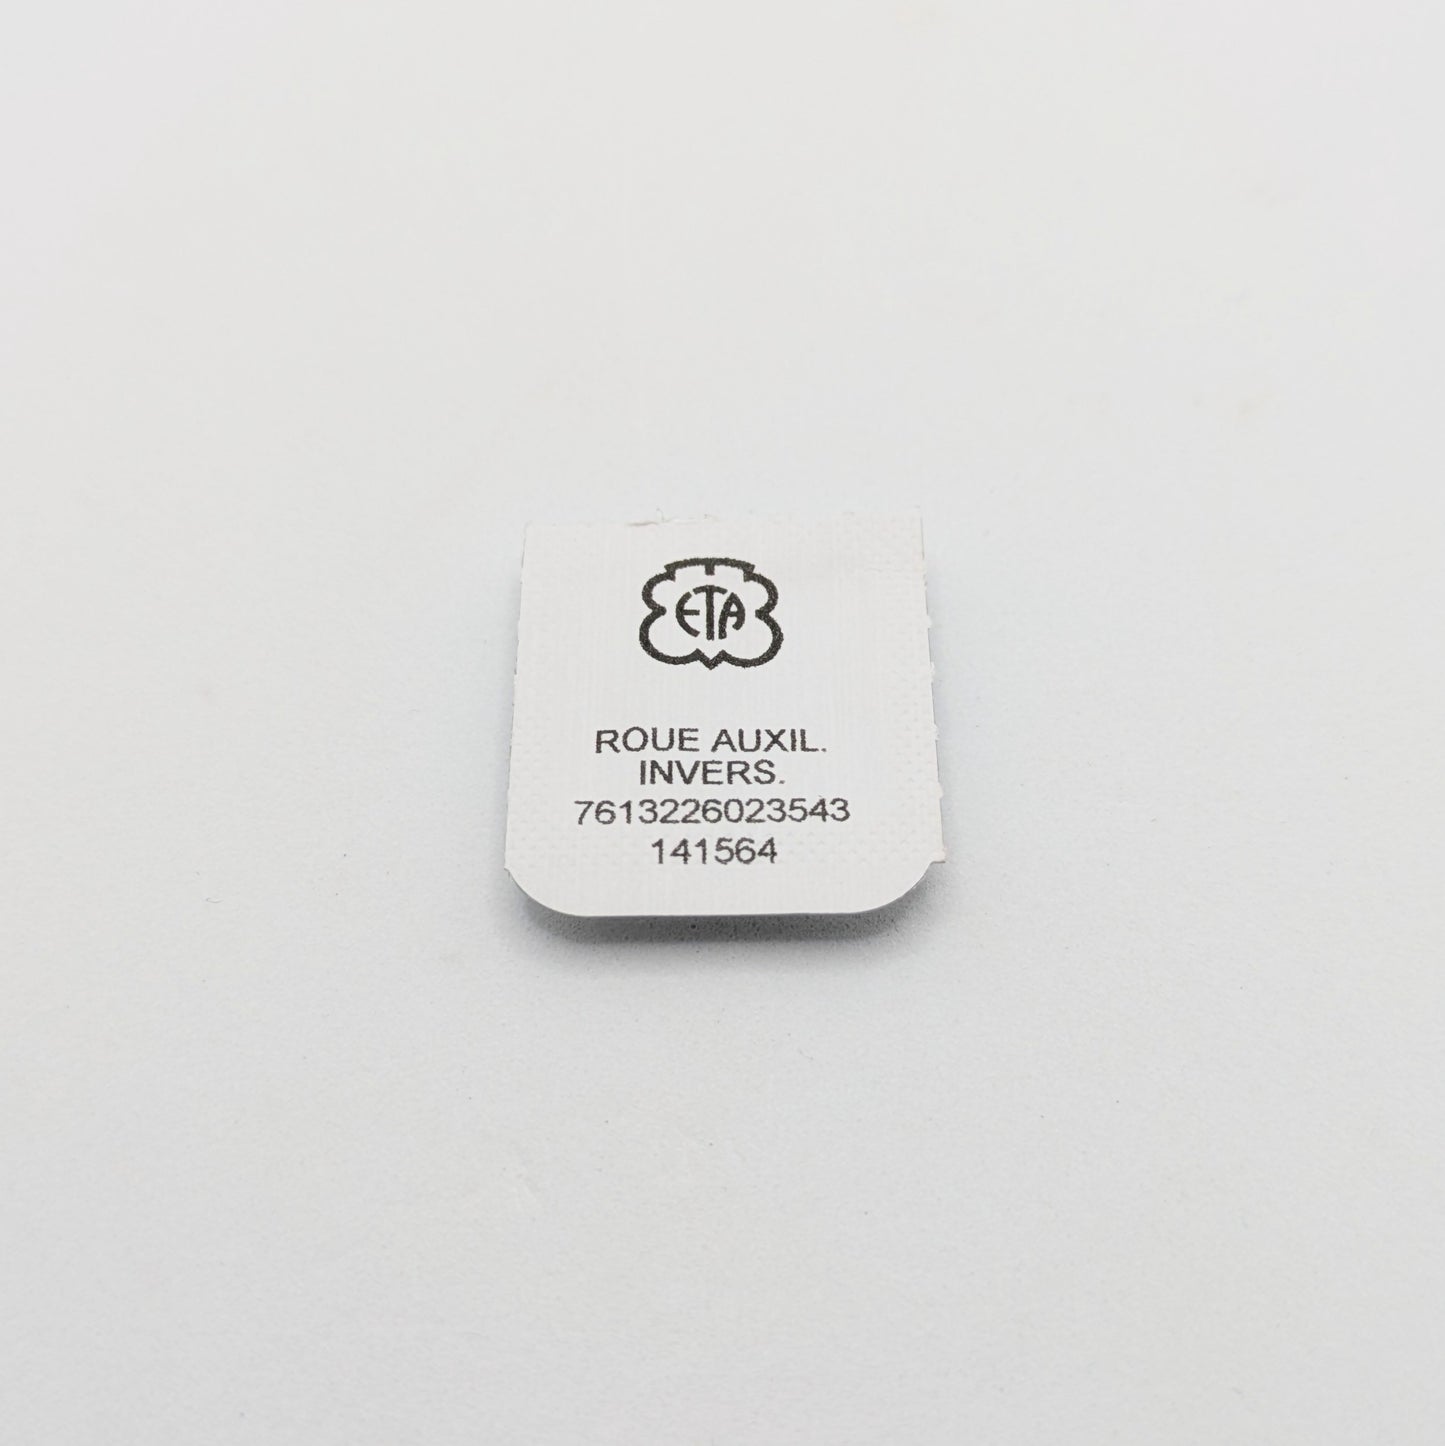 ETA
ROUE AUXIL.
INVERS.
7613226023543
141564